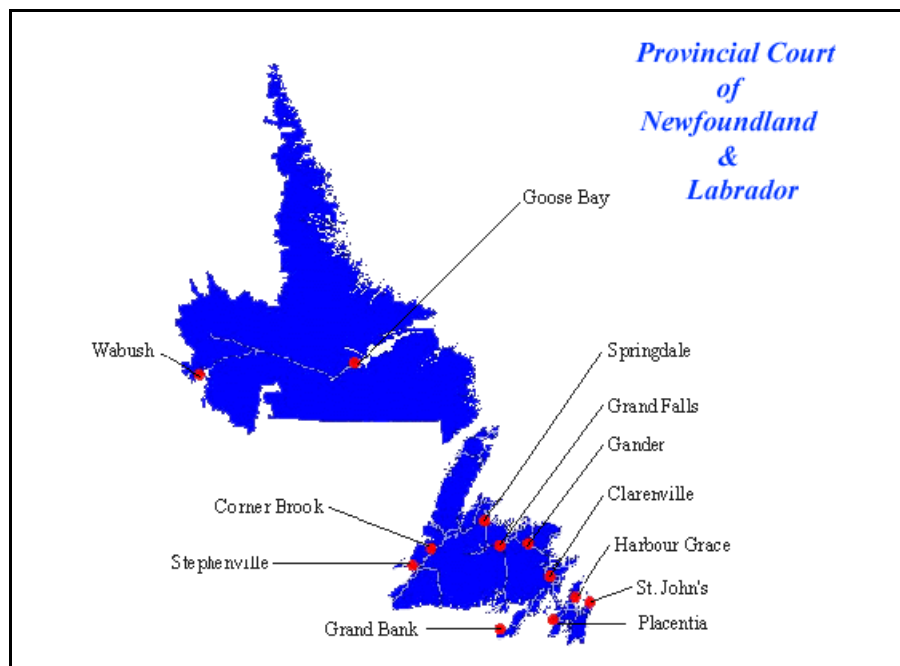 Provincial Court
of
Newfoundland
&
Labrador
Goose Bay
Wabush
Springdale
Grand Falls
Gander
Clarenville
Corner Brook
Harbour Grace
Stephenville
St. John's
Placentia
Grand Bank